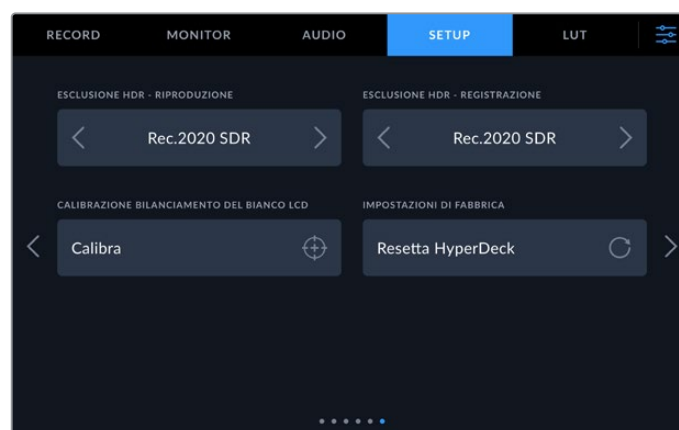 RECORD MONITOR AUDIO SETUP LUT
ESCLUSIONE HDR - RIPRODUZIONE ESCLUSIONE HDR - REGISTRAZIONE
Rec.2020 SDR Rec.2020 SDR
CALIBRAZIONE BILANCIAMENTO DEL BIANCO LCD IMPOSTAZIONI DI FABBRICA
Calibra Resetta HyperDeck